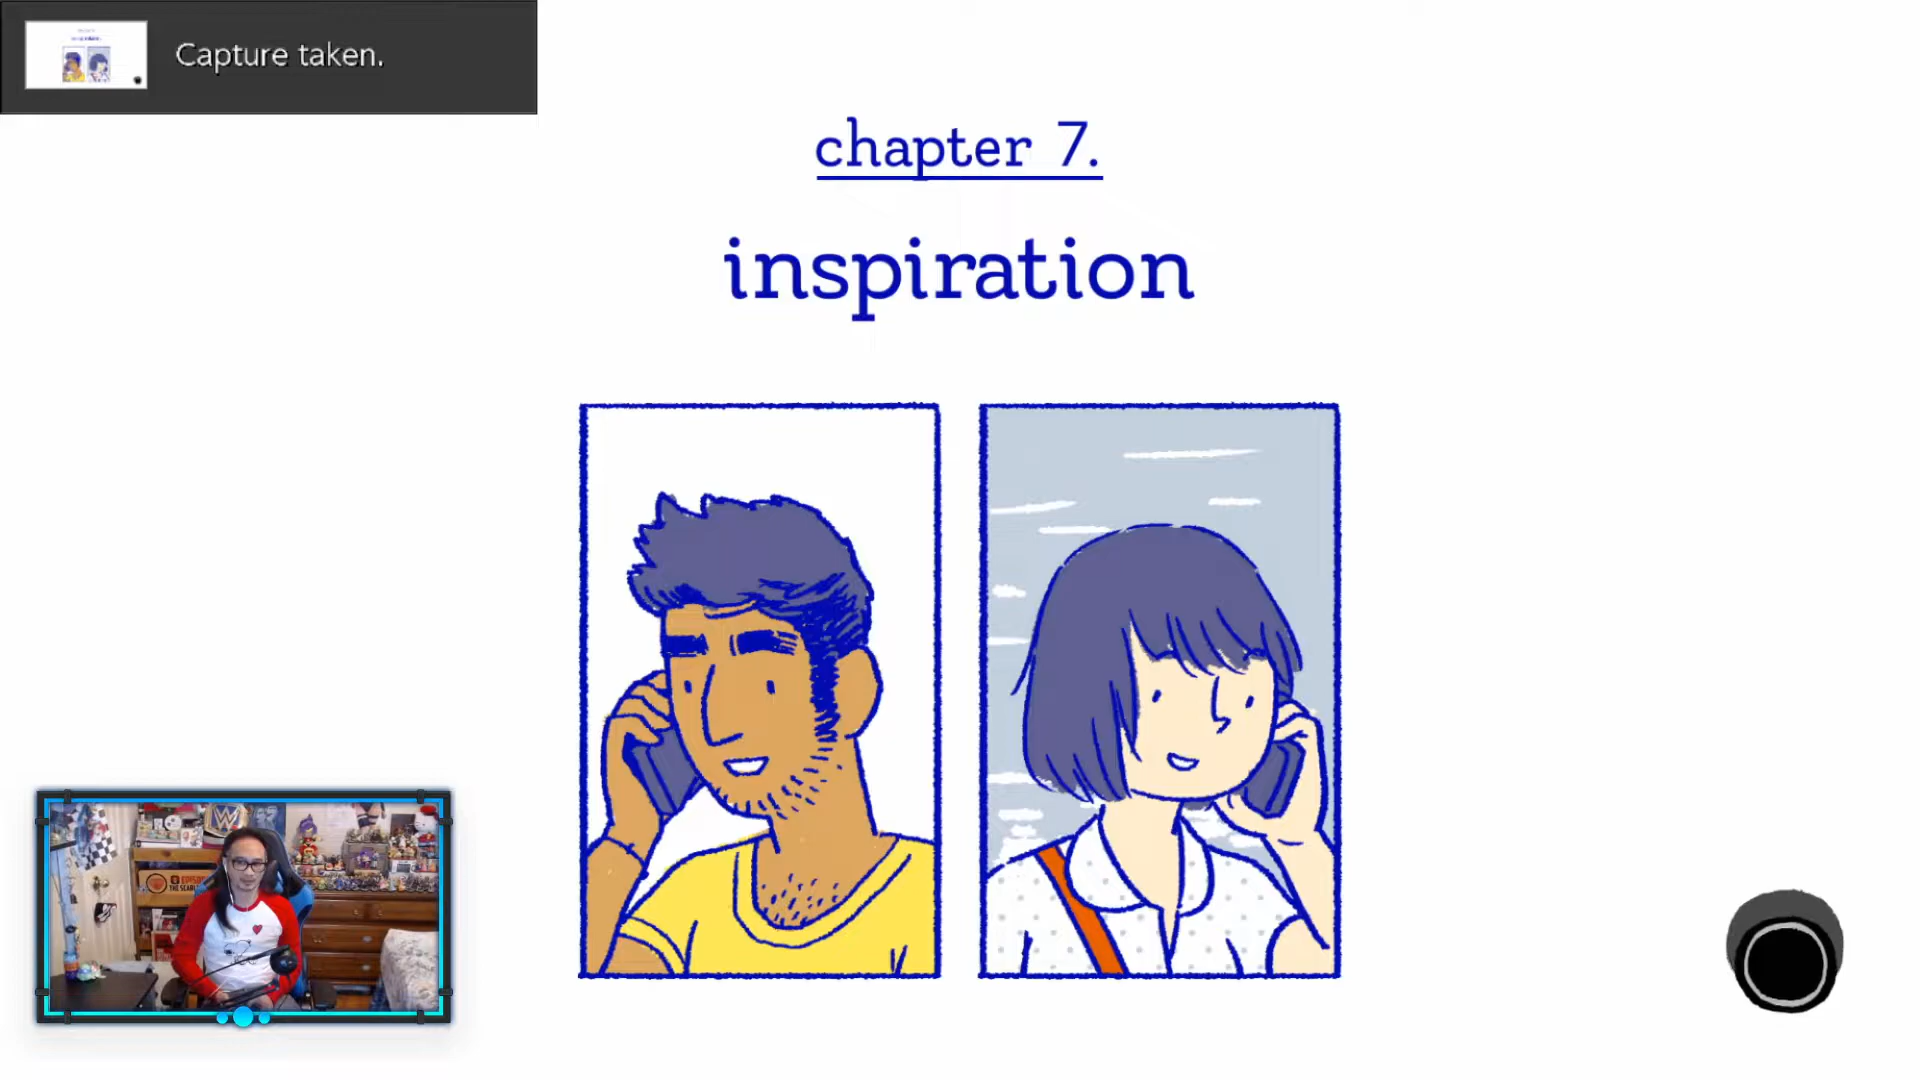 Capture taken.
chapter 7.
inspiration